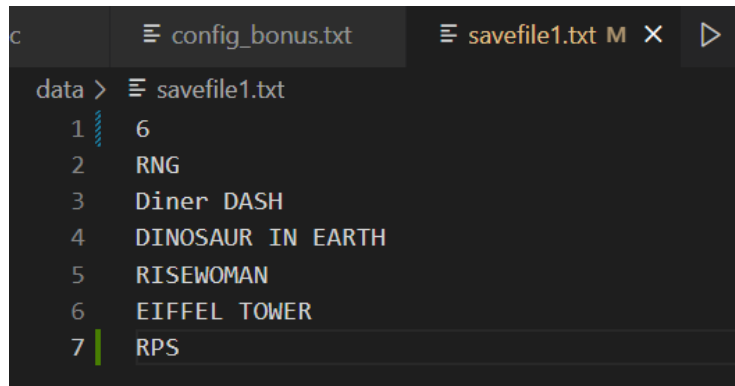 c config_bonus.txt savefile1.txt M
data > savefile1.txt
1 6
2 RNG
3 Diner DASH
4 DINOSAUR IN EARTH
5 RISEWOMAN
6 EIFFEL TOWER
7 RPS